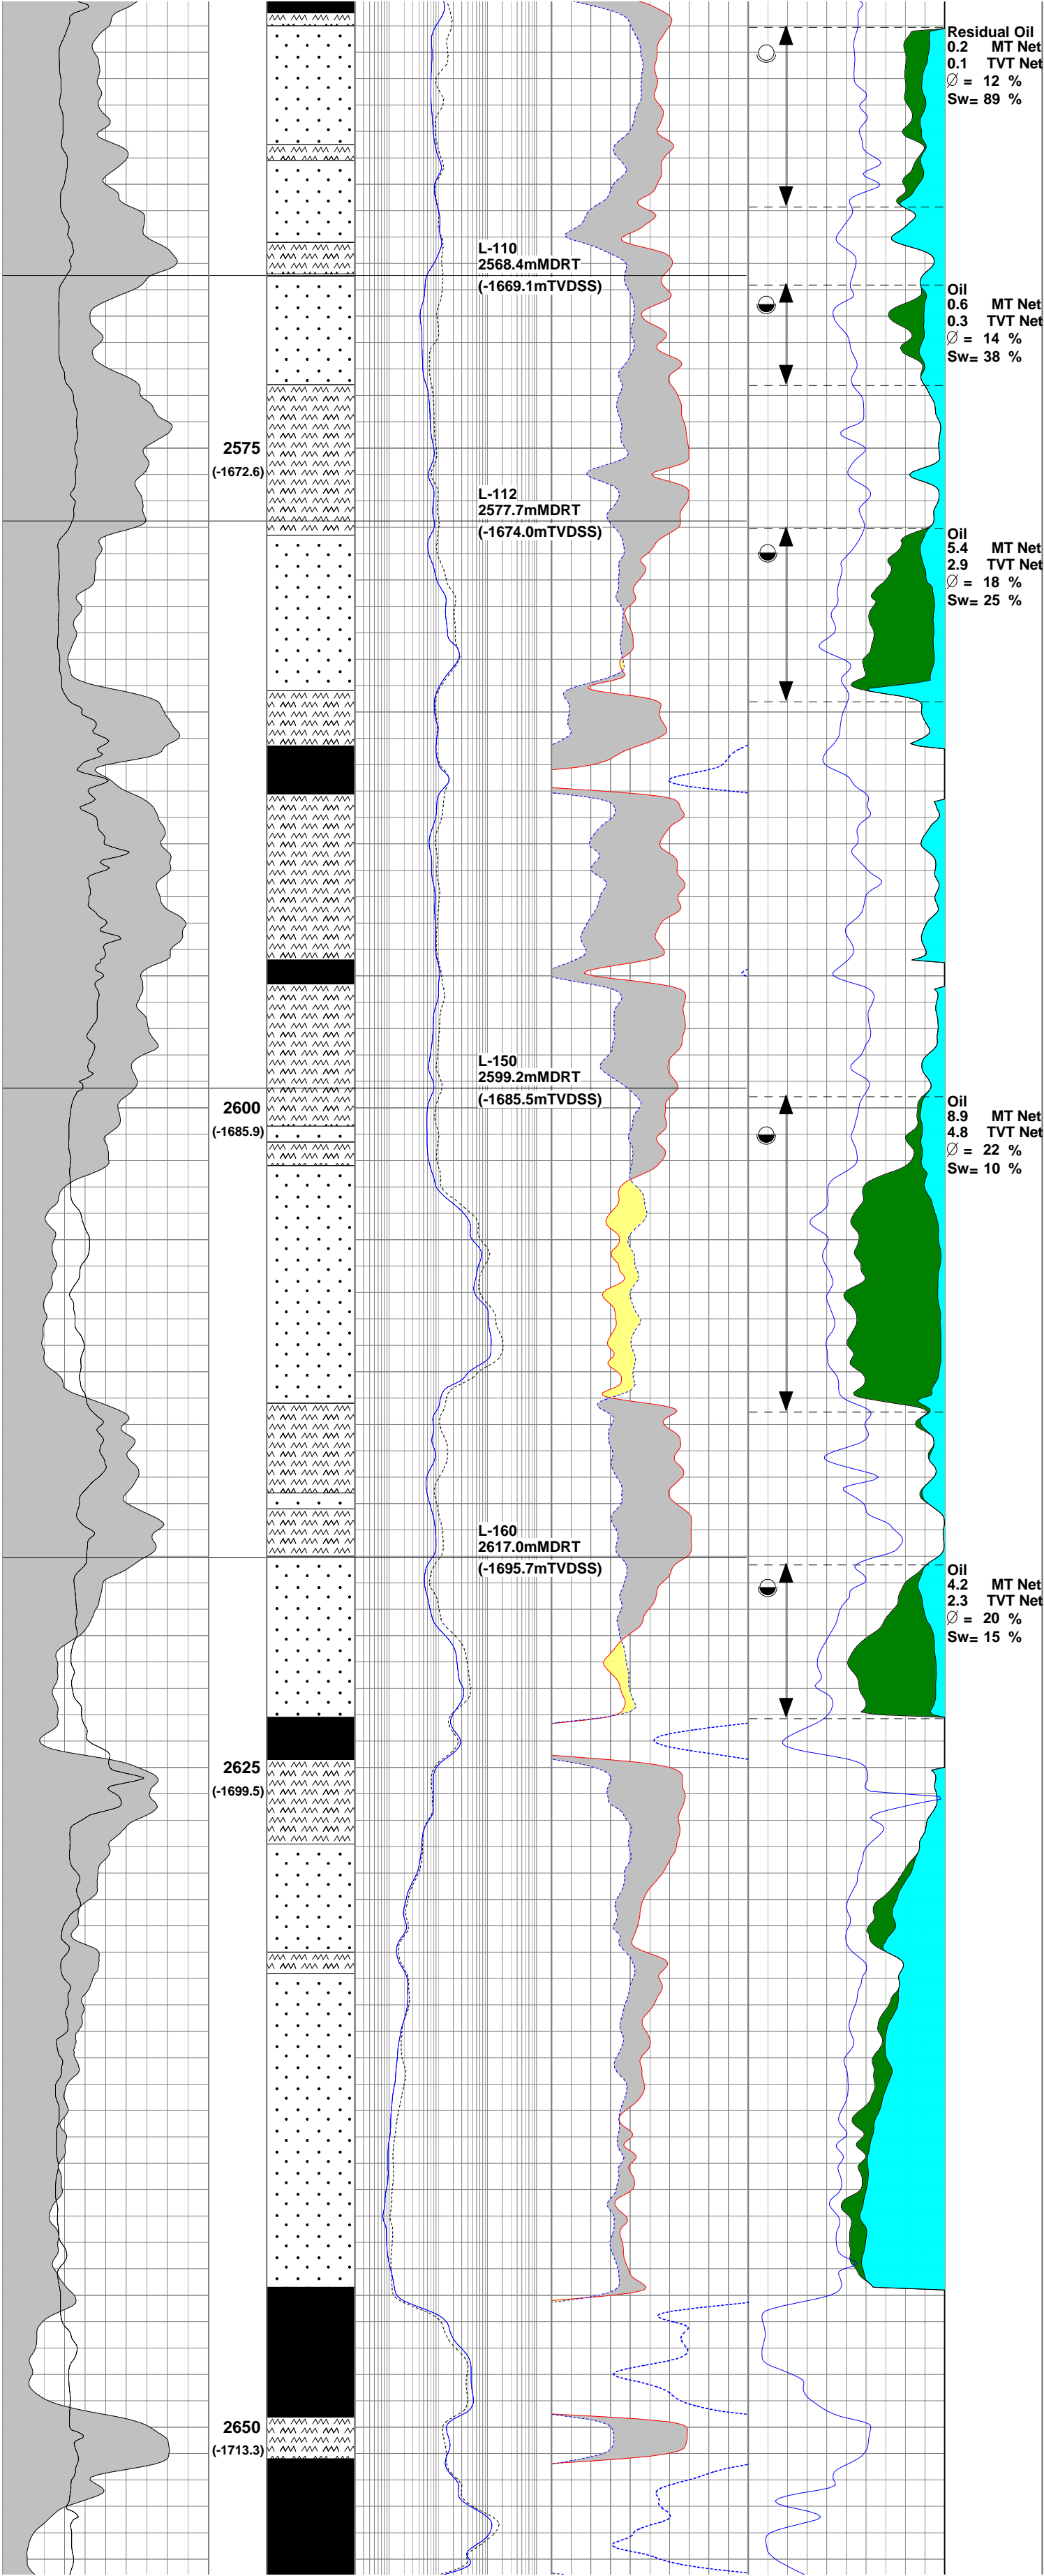 Residual Oil
0.2 MT Net
0.1 TVT Net
Ø = 12 %
Sw= 89 %
L-110
2568.4mMDRT
(-1669.1mTVDSS)
Oil
0.6 MT Net
0.3 TVT Net
Ø = 14 %
Sw= 38 %
2575
(-1672.6)
L-112
2577.7mMDRT
(-1674.0mTVDSS)
Oil
5.4 MT Net
2.9 TVT Net
Ø = 18 %
Sw= 25 %
L-150
2599.2mMDRT
(-1685.5mTVDSS)
2600
(-1685.9)
Oil
8.9 MT Net
4.8 TVT Net
Ø = 22 %
Sw= 10 %
L-160
2617.0mMDRT
(-1695.7mTVDSS)
Oil
4.2 MT Net
2.3 TVT Net
Ø = 20 %
Sw= 15 %
2625
(-1699.5)
2650
(-1713.3)